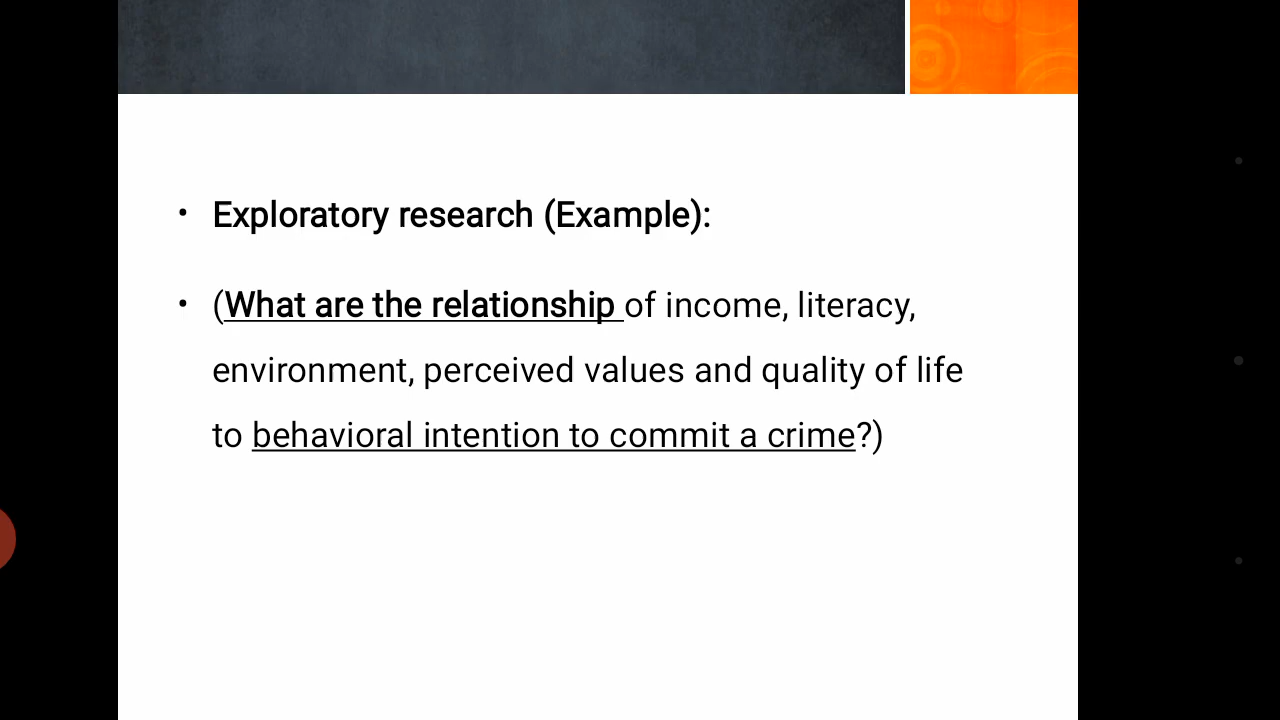 • Exploratory research (Example):
• (What are the relationship of income, literacy,
environment, perceived values and quality of life
to behavioral intention to commit a crime?)